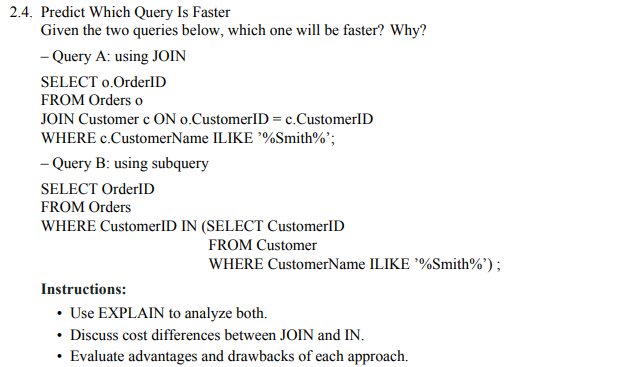 2.4. Predict Which Query Is Faster
Given the two queries below, which one will be faster? Why?
– Query A: using JOIN
SELECT o.OrderID
FROM Orders o
JOIN Customer c ON o.CustomerID = c.CustomerID
WHERE c.CustomerName ILIKE ’%Smith%’;
– Query B: using subquery
SELECT OrderID
FROM Orders
WHERE CustomerID IN (SELECT CustomerID
FROM Customer
WHERE CustomerName ILIKE ’%Smith%’) ;
Instructions:
• Use EXPLAIN to analyze both.
• Discuss cost differences between JOIN and IN.
• Evaluate advantages and drawbacks of each approach.